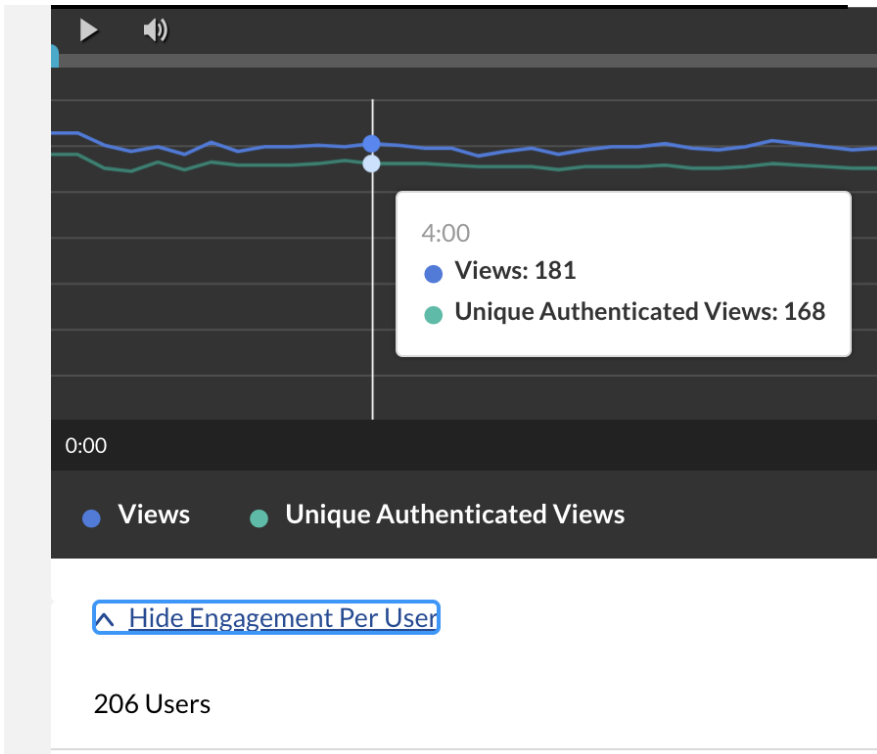 4:00
Views: 181
Unique Authenticated Views: 168
0:00
Views
Unique Authenticated Views
Hide Engagement Per User
206 Users